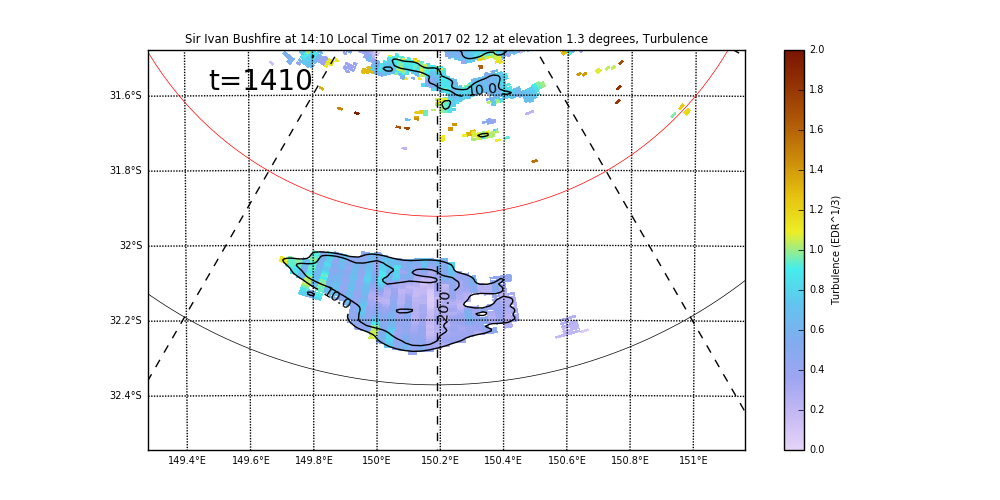 Sir Ivan Bushfire at 14:10 Local Time on 2017 02 12 at elevation 1.3 degrees, Turbulence
t=1410
31.6°S
31.8°S
32°S
32.2°S
32.4°S
10.0
10.0
20.0
149.4°E 149.6°E 149.8°E 150°E 150.2°E 150.4°E 150.6°E 150.8°E 151°E
2.0
1.8
1.6
1.4
1.2
1.0
0.8
0.6
0.4
0.2
0.0
Turbulence (EDR^1/3)